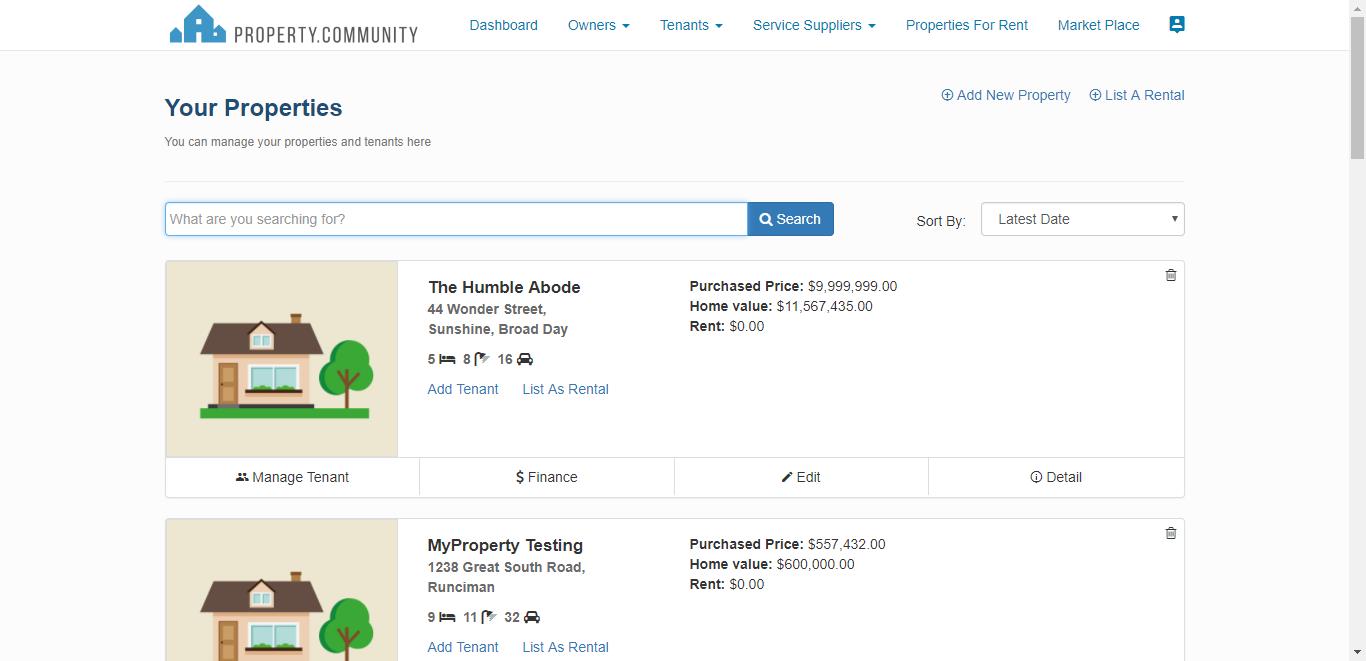 PROPERTY.COMMUNITY Dashboard Owners Tenants Service Suppliers Properties For Rent Market Place
Your Properties
Add New Property List A Rental
You can manage your properties and tenants here
What are you searching for? Search Sort By: Latest Date
The Humble Abode
44 Wonder Street,
Sunshine, Broad Day
5 8 16
Add Tenant List As Rental
Purchased Price: $9,999,999.00
Home value: $11,567,435.00
Rent: $0.00
Manage Tenant $ Finance Edit Detail
MyProperty Testing
1238 Great South Road,
Runciman
9 11 32
Add Tenant List As Rental
Purchased Price: $557,432.00
Home value: $600,000.00
Rent: $0.00